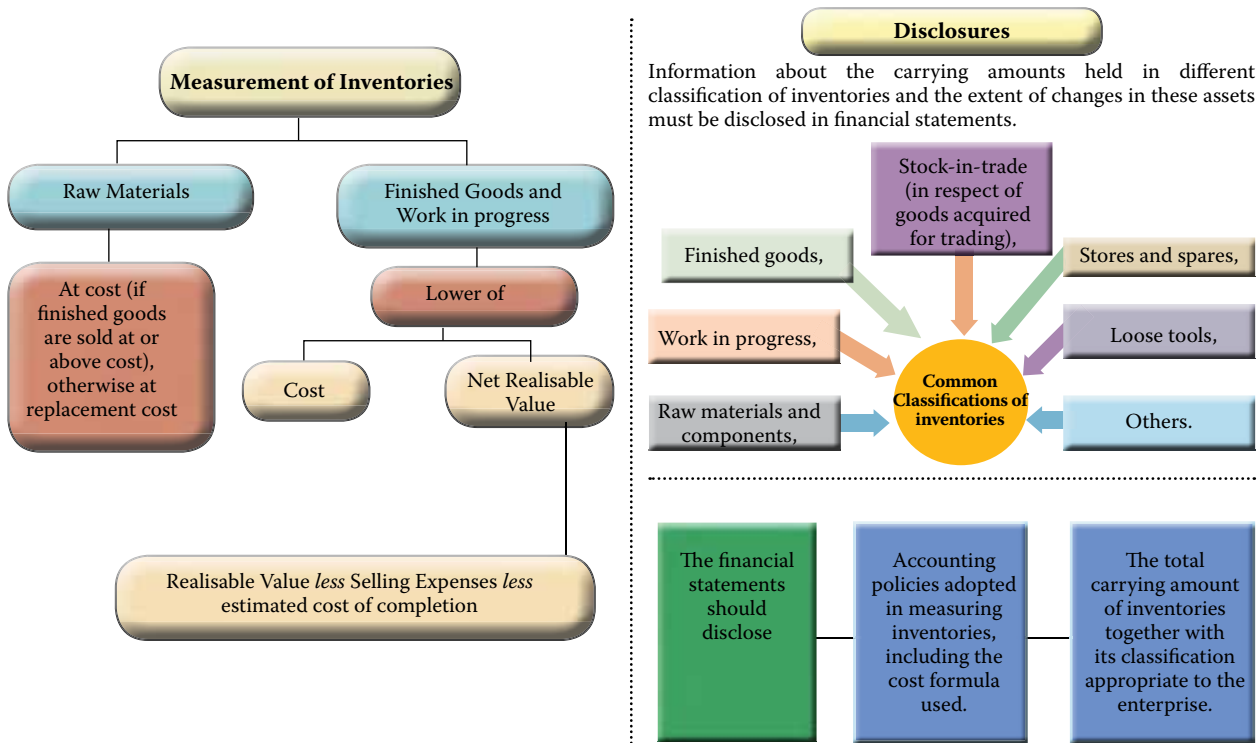 Measurement of Inventories
Raw Materials
Finished Goods and
Work in progress
At cost (if
finished goods
are sold at or
above cost),
otherwise at
replacement cost
Lower of
Cost
Net Realisable
Value
Realisable Value less Selling Expenses less
estimated cost of completion
Disclosures
Information about the carrying amounts held in different
classification of inventories and the extent of changes in these assets
must be disclosed in financial statements.
Stock-in-trade
(in respect of
goods acquired
for trading),
Finished goods,
Stores and spares,
Work in progress,
Loose tools,
Raw materials and
components,
Others.
Common
Classifications of
inventories
The financial
statements
should
disclose
Accounting
policies adopted
in measuring
inventories,
including the
cost formula
used.
The total
carrying amount
of inventories
together with
its classification
appropriate to the
enterprise.